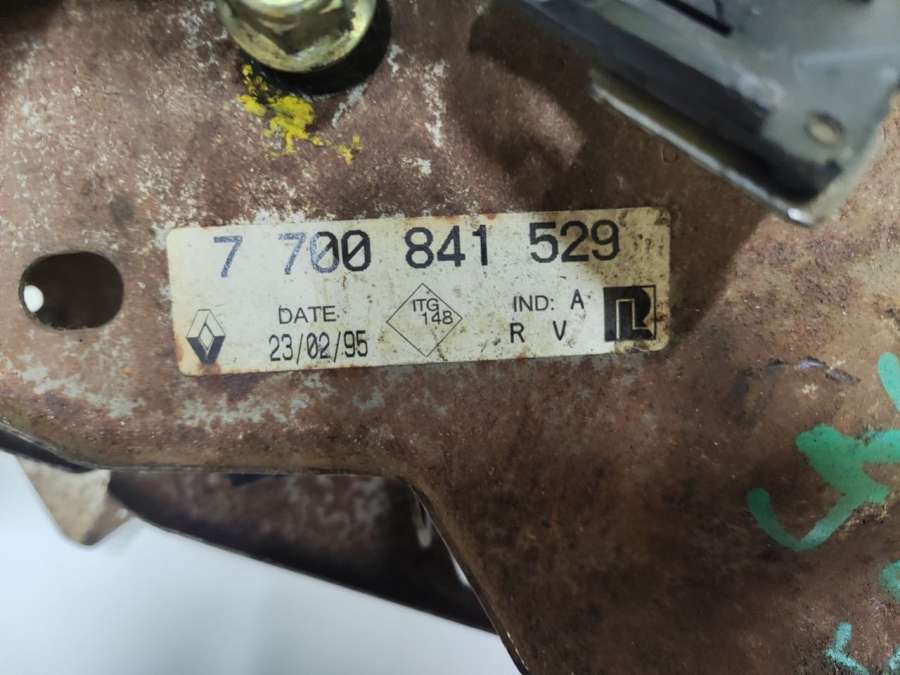 7 700 841 529
DATE
23/02/95
ITG
148
IND: A
R V